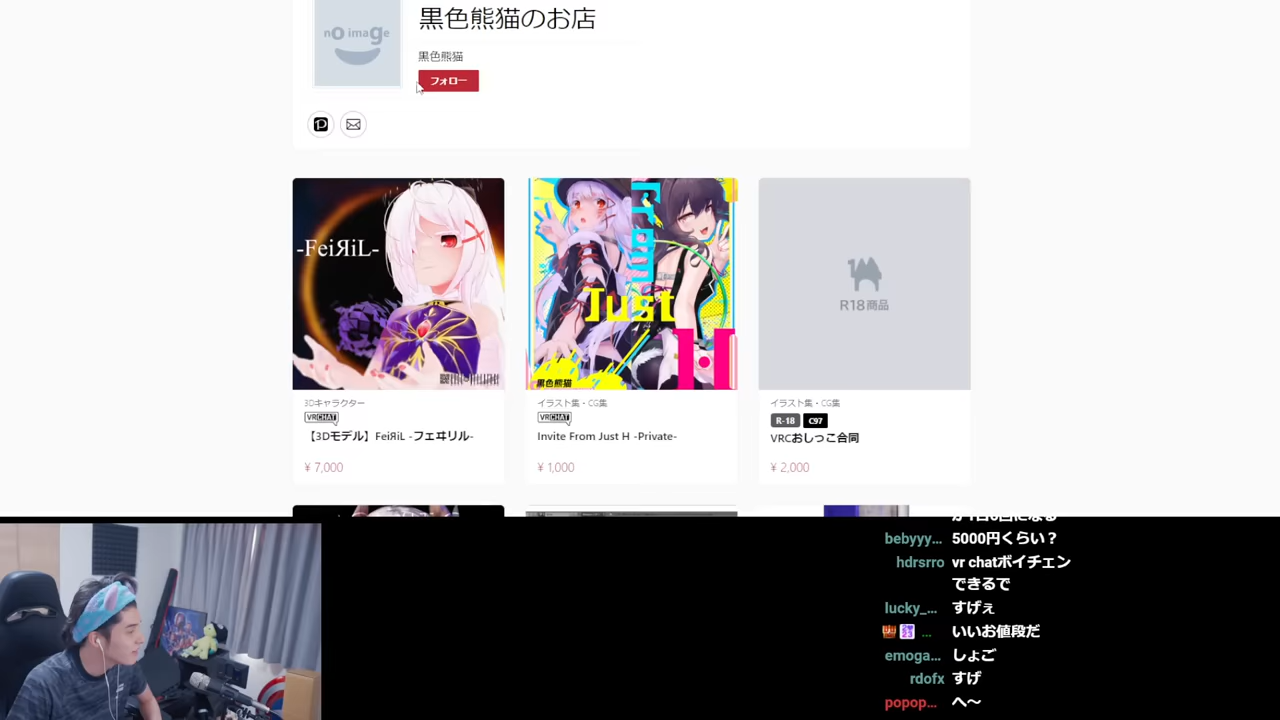 黒色熊猫のお店
no image
黒色熊猫
フォロー
-FeiЯiL-
From
Just
H
黒色熊猫
R18商品
3Dキャラクター
VRCHAT
【3Dモデル】FeiЯiL -フェヰリル-
¥ 7,000
イラスト集・CG集
VRCHAT
Invite From Just H -Private-
¥ 1,000
イラスト集・CG集
R-18 C97
VRCおしっこ合同
¥ 2,000
bebyyy… 5000円くらい？
hdrsrro vr chatボイチェン
できるで
lucky_… すげぇ
… いいお値段だ
emoga… しょご
rdofx すげ
popop… へ〜